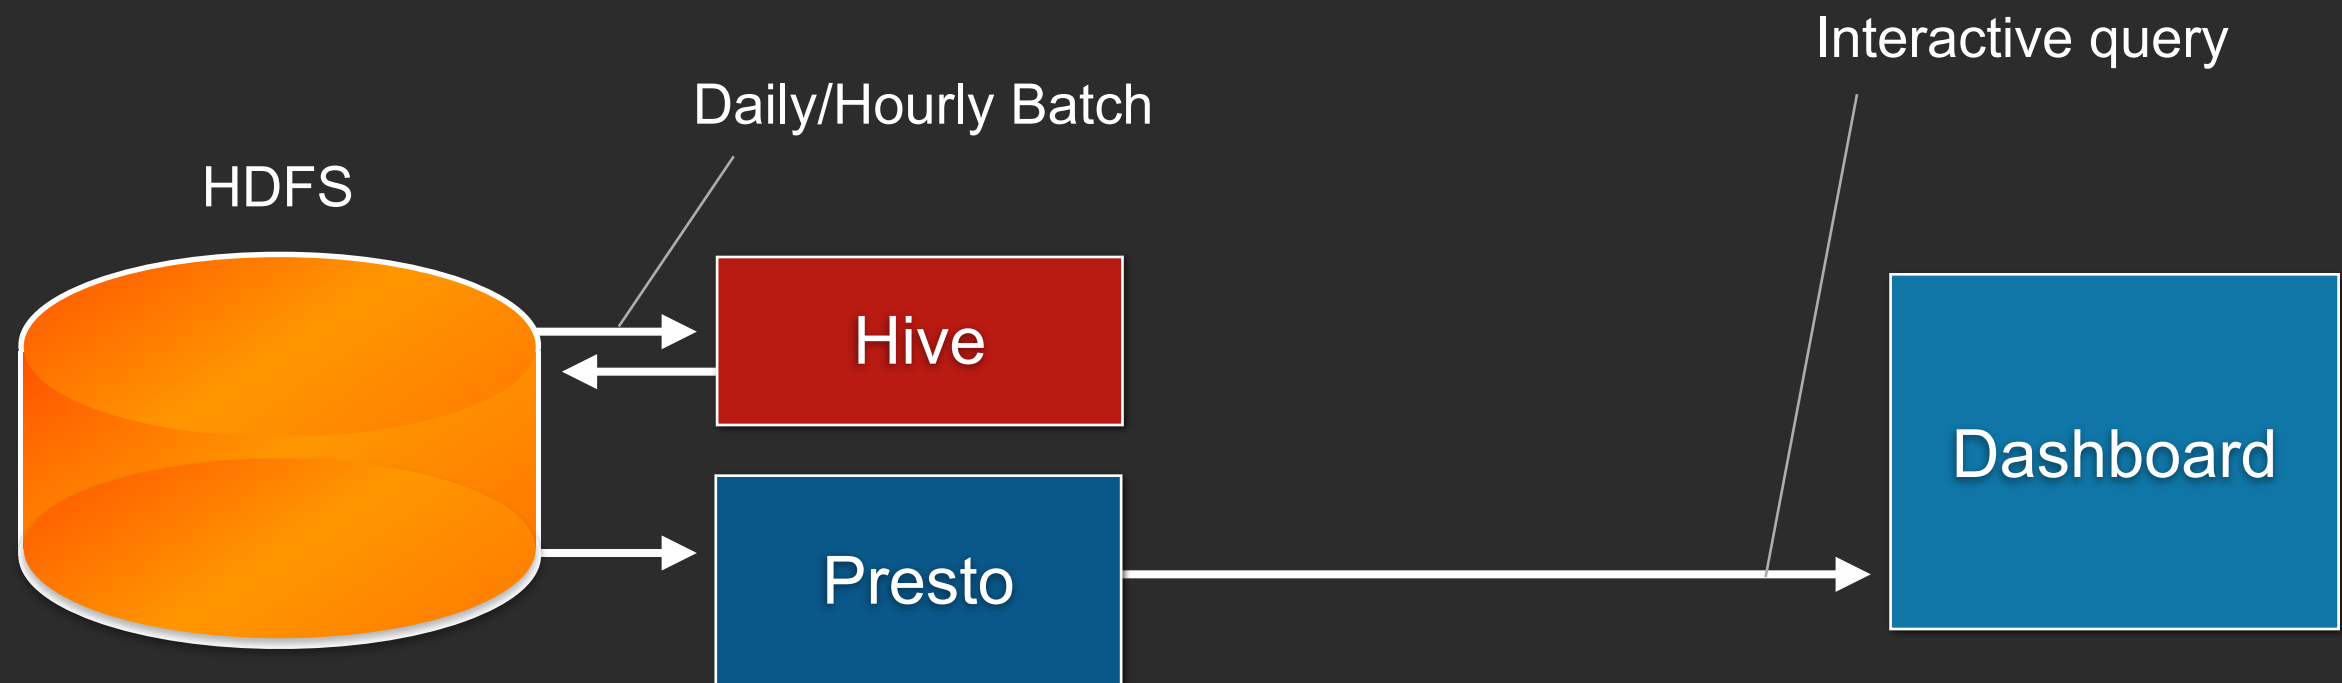 Interactive query
Daily/Hourly Batch
HDFS
Hive
Dashboard
Presto